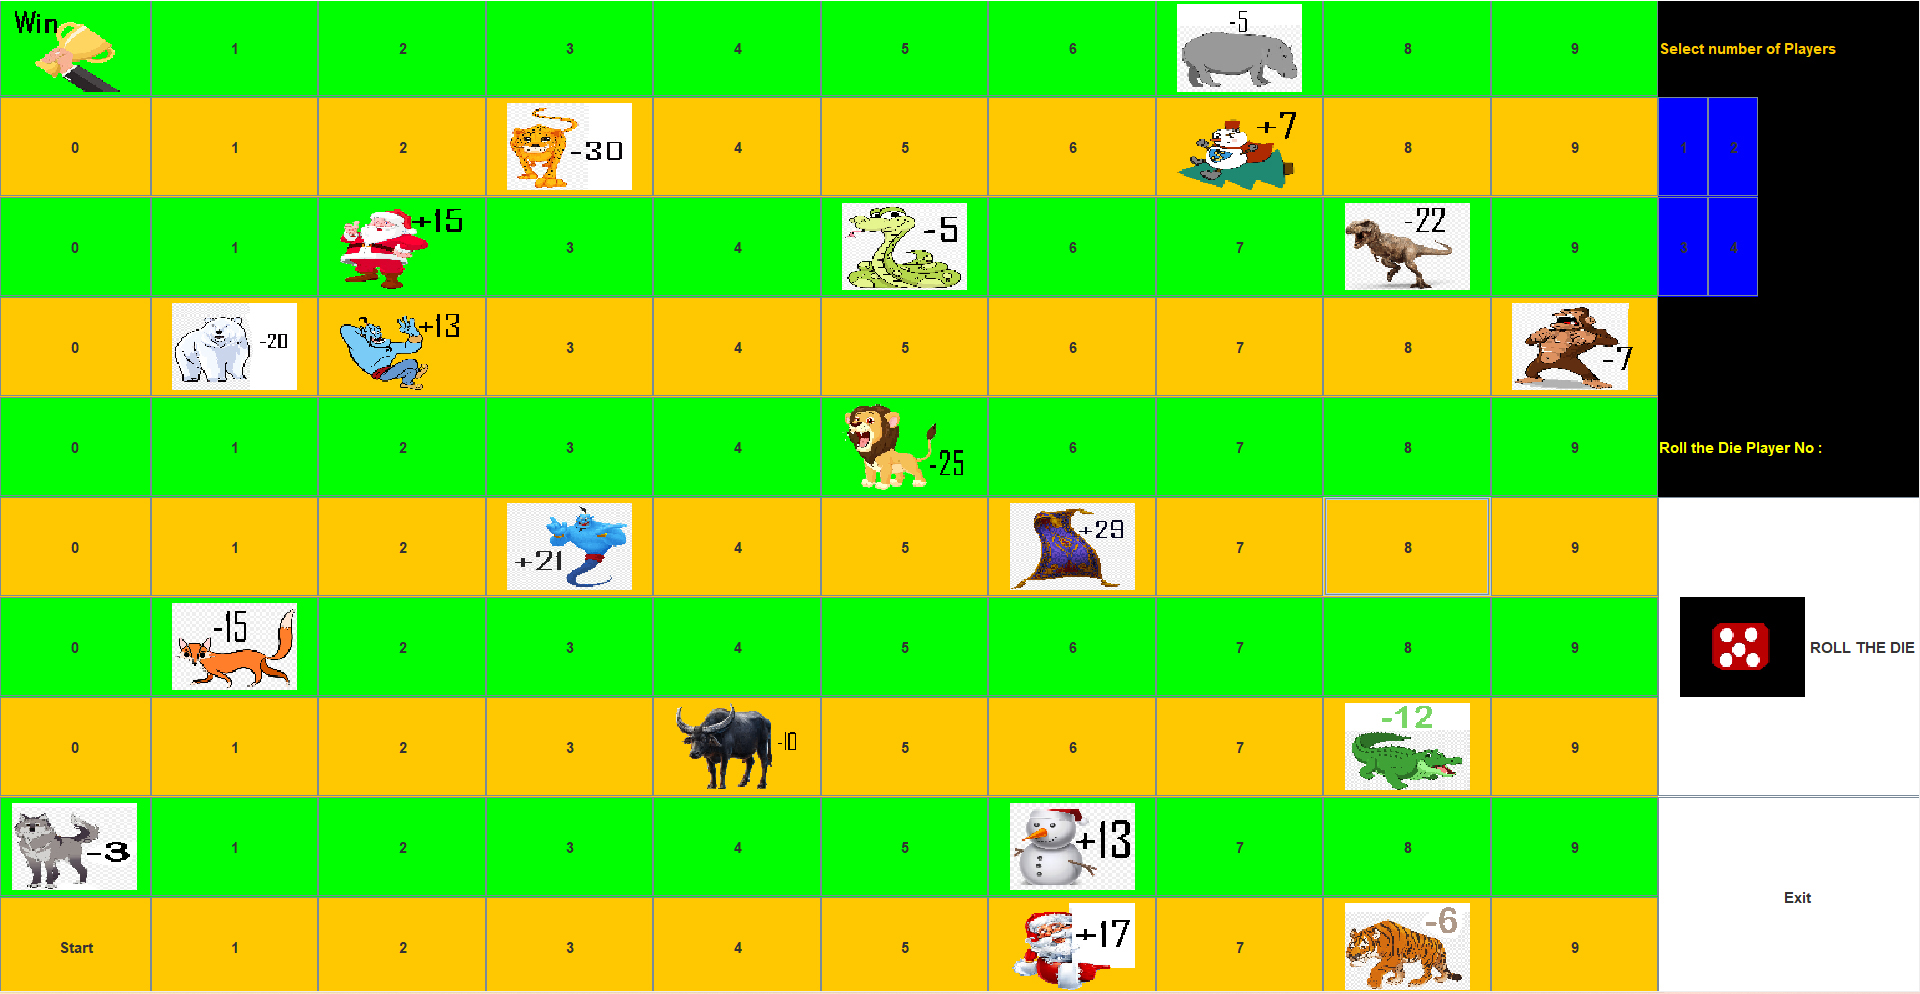 Win 1 2 3 4 5 6 -5 8 9 Select number of Players
0 1 2 -30 4 5 6 +7 8 9 1 2
0 1 +15 3 4 -5 6 7 -22 9 3 4
0 -20 +13 3 4 5 6 7 8 -7
0 1 2 3 4 -25 6 7 8 9 Roll the Die Player No :
0 1 2 +21 4 5 +29 7 8 9
0 -15 2 3 4 5 6 7 8 9 ROLL THE DIE
0 1 2 3 -10 5 6 7 -12 9
-3 1 2 3 4 5 +13 7 8 9
Exit
Start 1 2 3 4 5 +17 7 -6 9